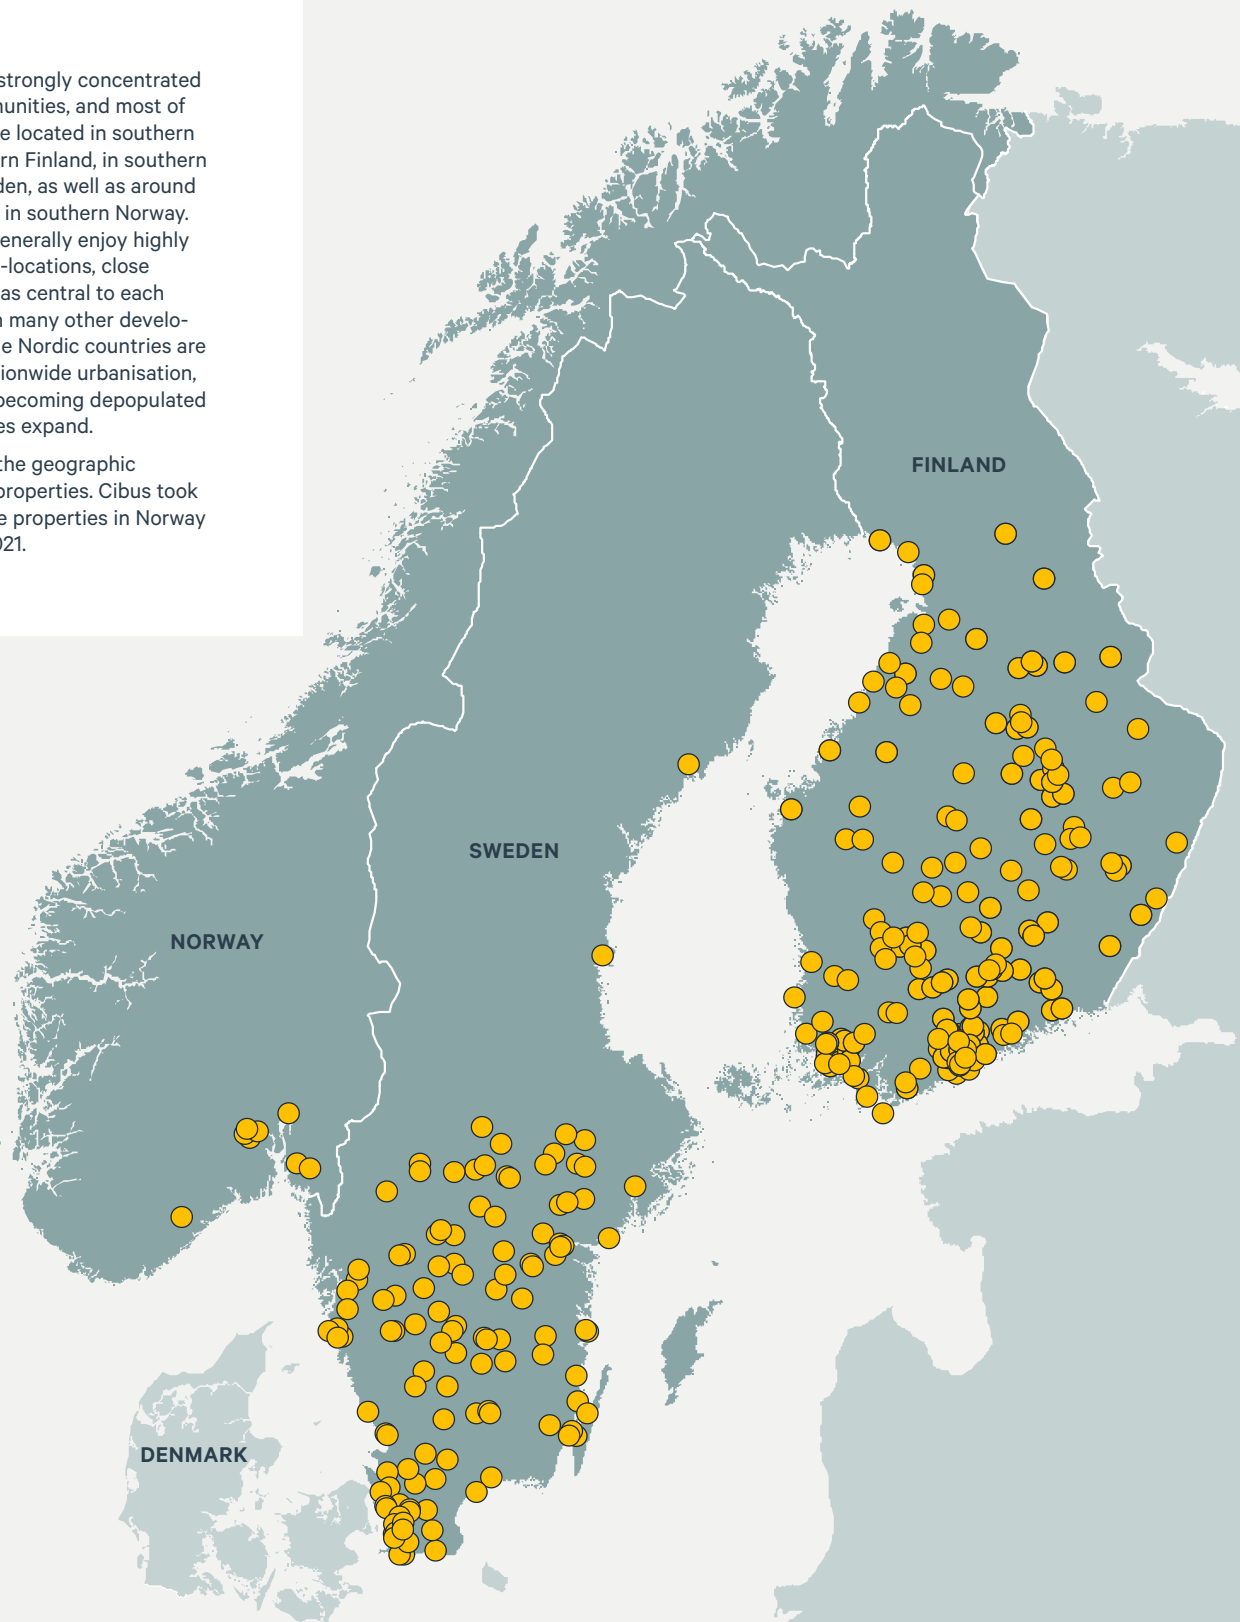 strongly concentrated
munities, and most of
e located in southern
rn Finland, in southern
den, as well as around
in southern Norway.
enerally enjoy highly
-locations, close
as central to each
n many other develo-
e Nordic countries are
ionwide urbanisation,
becoming depopulated
es expand.
the geographic
properties. Cibus took
e properties in Norway
021.
FINLAND
SWEDEN
NORWAY
DENMARK